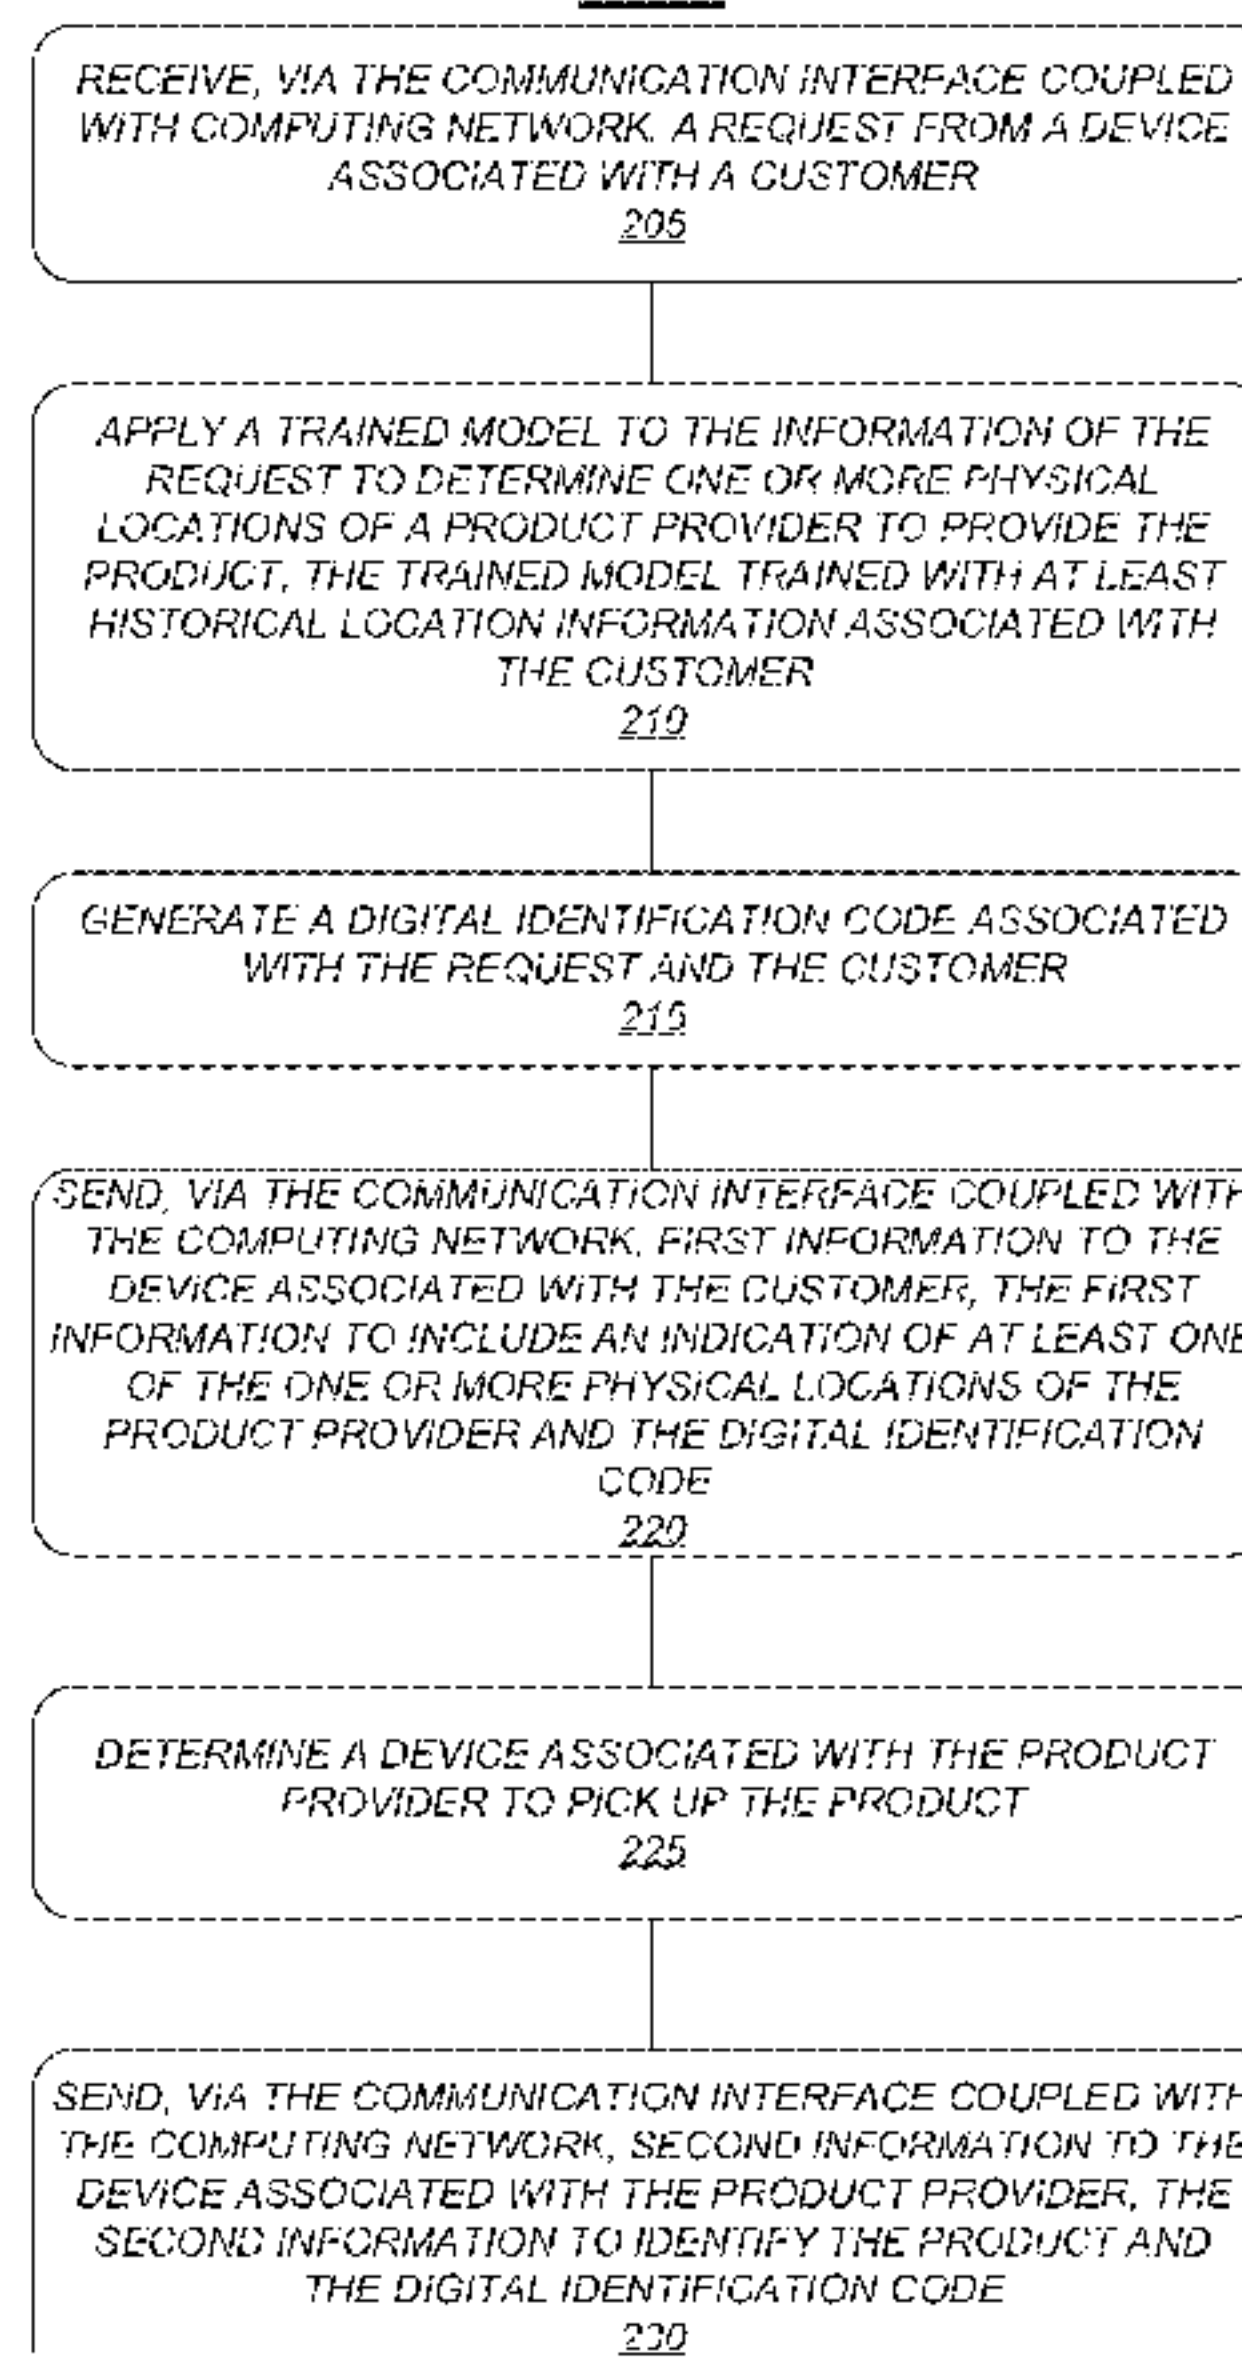 RECEIVE, VIA THE COMMUNICATION INTERFACE COUPLED
WITH COMPUTING NETWORK, A REQUEST FROM A DEVICE
ASSOCIATED WITH A CUSTOMER
205
APPLY A TRAINED MODEL TO THE INFORMATION OF THE
REQUEST TO DETERMINE ONE OR MORE PHYSICAL
LOCATIONS OF A PRODUCT PROVIDER TO PROVIDE THE
PRODUCT, THE TRAINED MODEL TRAINED WITH AT LEAST
HISTORICAL LOCATION INFORMATION ASSOCIATED WITH
THE CUSTOMER
210
GENERATE A DIGITAL IDENTIFICATION CODE ASSOCIATED
WITH THE REQUEST AND THE CUSTOMER
215
SEND, VIA THE COMMUNICATION INTERFACE COUPLED WITH
THE COMPUTING NETWORK, FIRST INFORMATION TO THE
DEVICE ASSOCIATED WITH THE CUSTOMER, THE FIRST
INFORMATION TO INCLUDE AN INDICATION OF AT LEAST ONE
OF THE ONE OR MORE PHYSICAL LOCATIONS OF THE
PRODUCT PROVIDER AND THE DIGITAL IDENTIFICATION
CODE
220
DETERMINE A DEVICE ASSOCIATED WITH THE PRODUCT
PROVIDER TO PICK UP THE PRODUCT
225
SEND, VIA THE COMMUNICATION INTERFACE COUPLED WITH
THE COMPUTING NETWORK, SECOND INFORMATION TO THE
DEVICE ASSOCIATED WITH THE PRODUCT PROVIDER, THE
SECOND INFORMATION TO IDENTIFY THE PRODUCT AND
THE DIGITAL IDENTIFICATION CODE
230